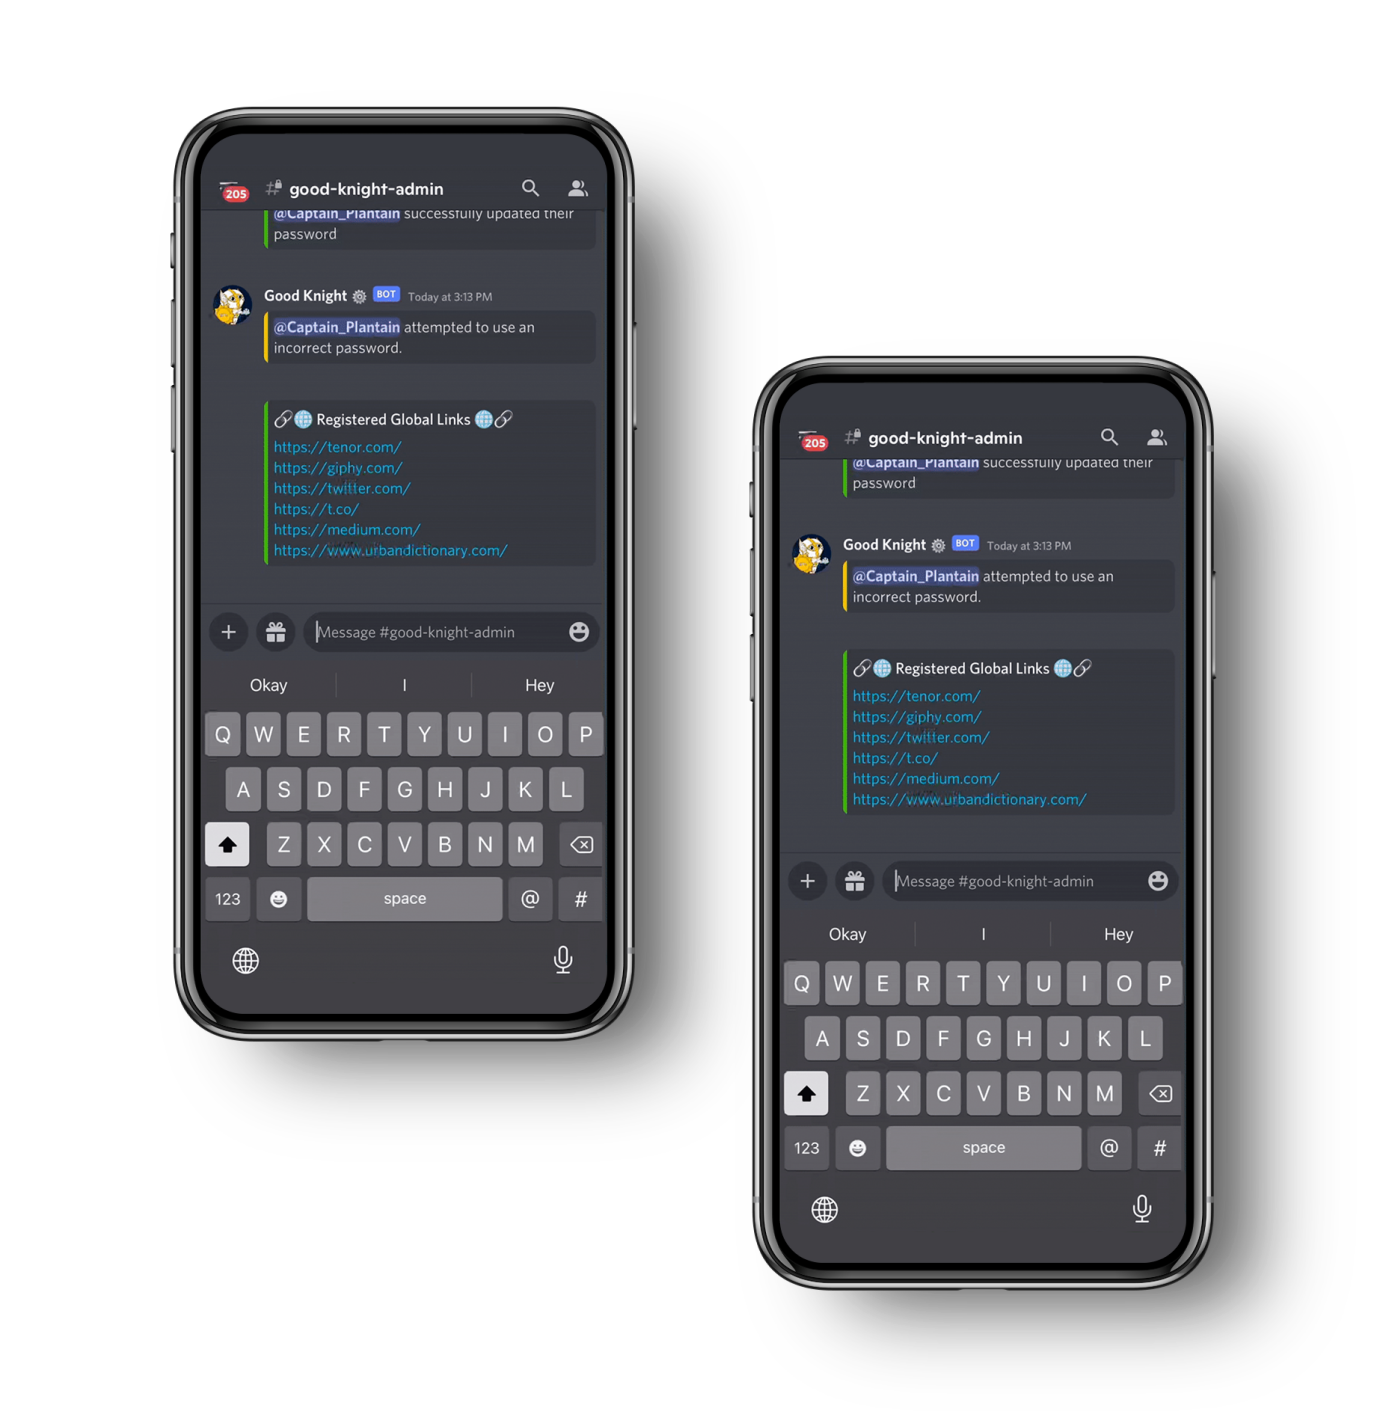 205 good-knight-admin
@Captain_Plantain successfully updated their
password
Good Knight BOT Today at 3:13 PM
@Captain_Plantain attempted to use an
incorrect password.
Registered Global Links
https://tenor.com/
https://giphy.com/
https://twitter.com/
https://t.co/
https://medium.com/
https://www.urbandictionary.com/
Message #good-knight-admin
Okay I Hey
Q W E R T Y U I O P
A S D F G H J K L
Z X C V B N M
123 space @ #
205 good-knight-admin
@Captain_Plantain successfully updated their
password
Good Knight BOT Today at 3:13 PM
@Captain_Plantain attempted to use an
incorrect password.
Registered Global Links
https://tenor.com/
https://giphy.com/
https://twitter.com/
https://t.co/
https://medium.com/
https://www.urbandictionary.com/
Message #good-knight-admin
Okay I Hey
Q W E R T Y U I O P
A S D F G H J K L
Z X C V B N M
123 space @ #